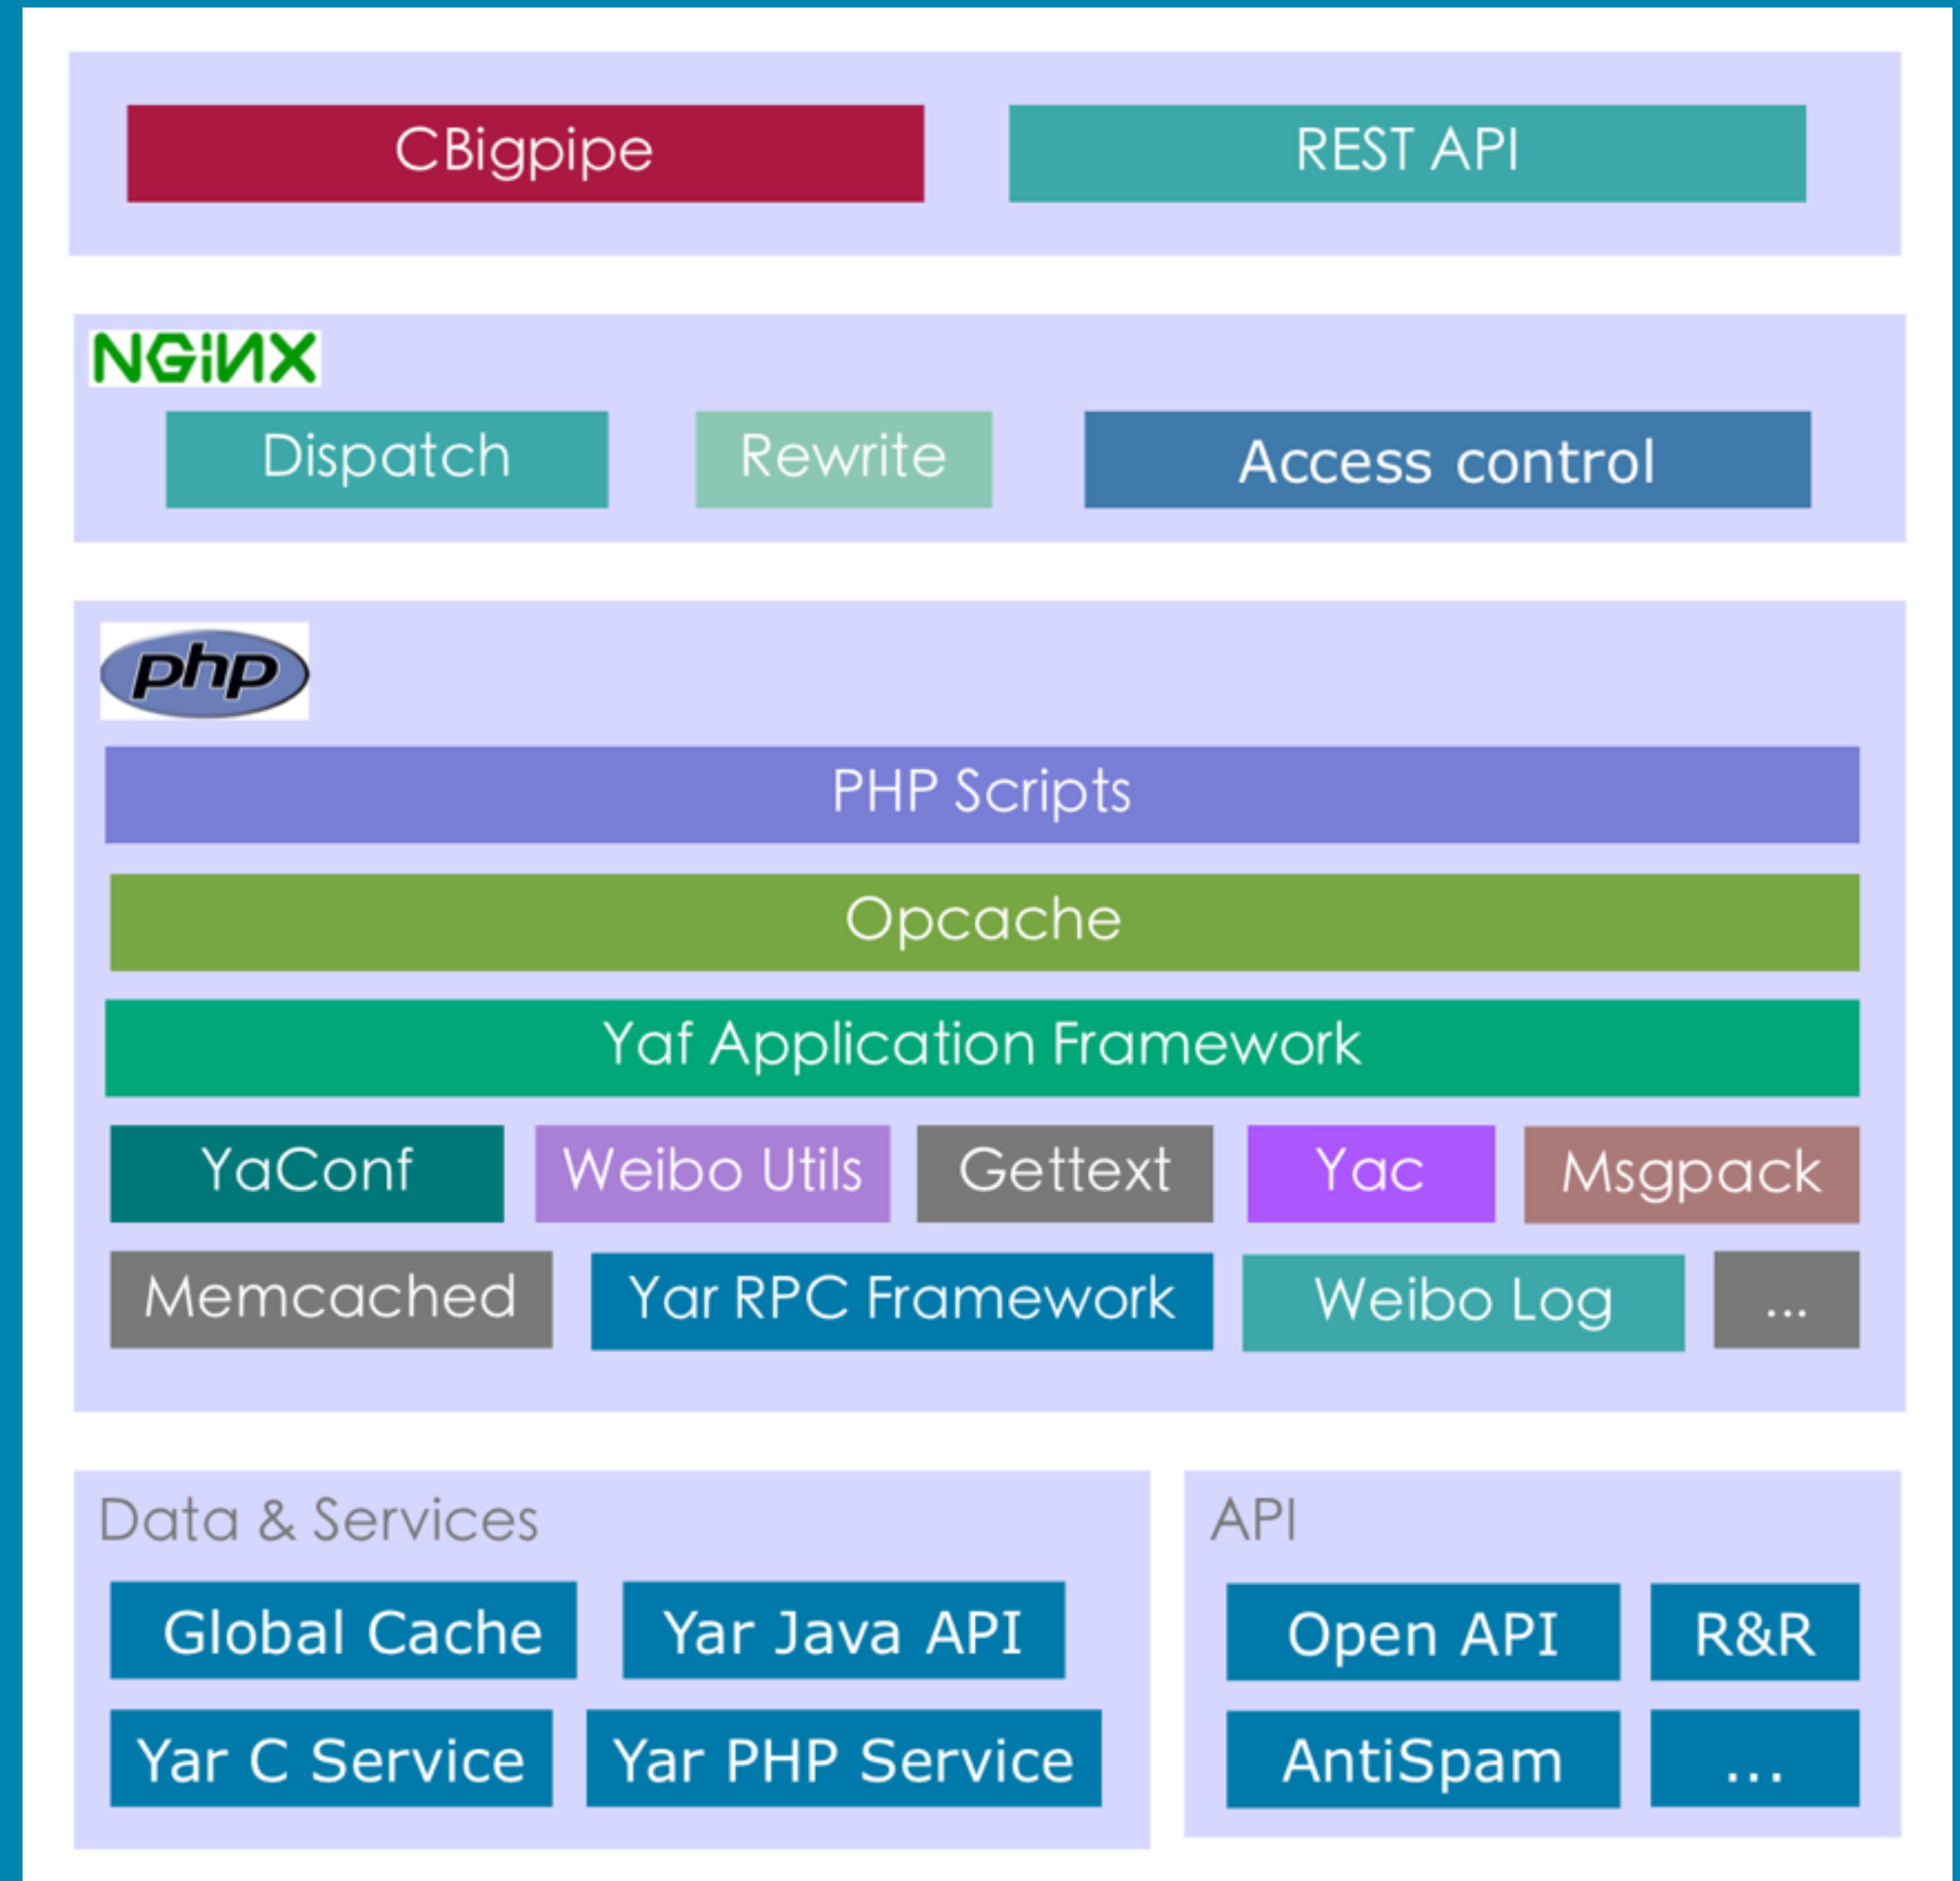 CBigpipe
REST API
NGiNX
Dispatch
Rewrite
Access control
php
PHP Scripts
Opcache
Yaf Application Framework
YaConf
Weibo Utils
Gettext
Yac
Msgpack
Memcached
Yar RPC Framework
Weibo Log
...
Data & Services
Global Cache
Yar Java API
Yar C Service
Yar PHP Service
API
Open API
R&R
AntiSpam
...